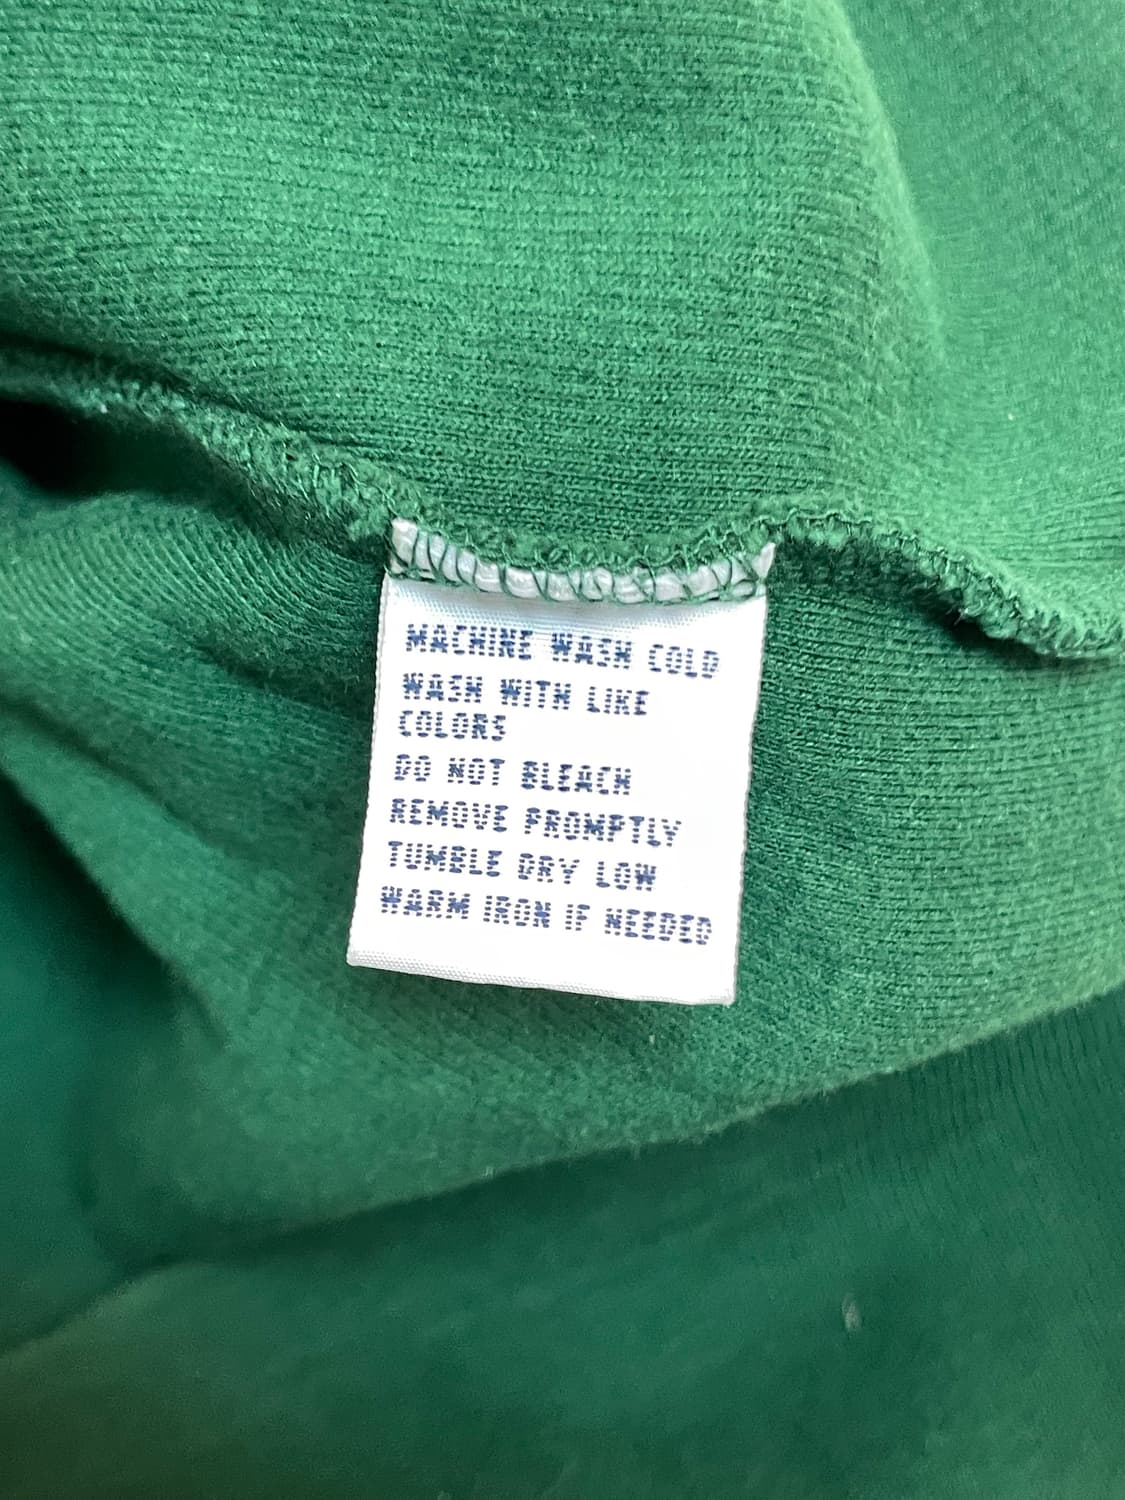 MACHINE WASH COLD
WASH WITH LIKE
COLORS
DO NOT BLEACH
REMOVE PROMPTLY
TUMBLE DRY LOW
WARM IRON IF NEEDED